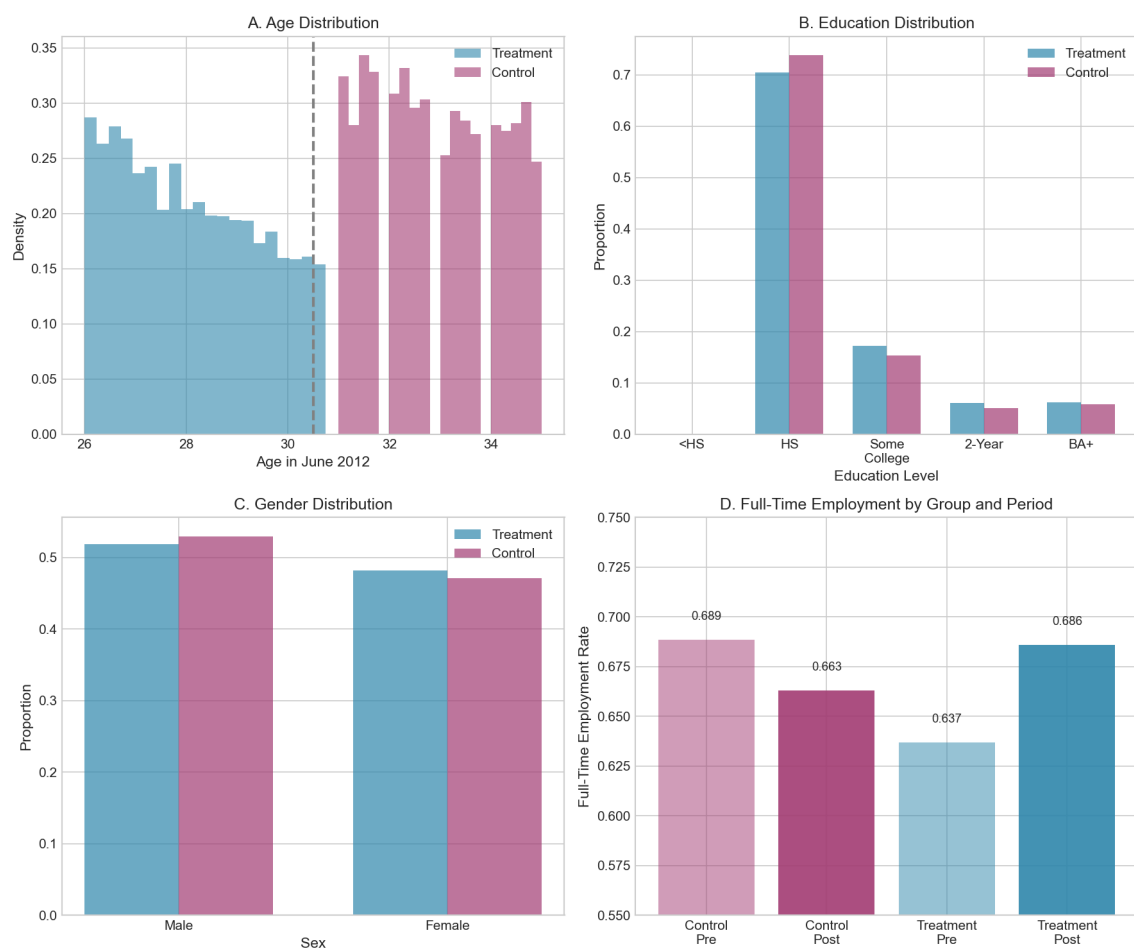 A. Age Distribution
Treatment
Control
0.35
0.30
0.25
0.20
0.15
0.10
0.05
0.00
Density
26
28
30
32
34
Age in June 2012
B. Education Distribution
Treatment
Control
0.7
0.6
0.5
0.4
0.3
0.2
0.1
0.0
Proportion
<HS
HS
Some
College
2-Year
BA+
Education Level
C. Gender Distribution
Treatment
Control
0.5
0.4
0.3
0.2
0.1
0.0
Proportion
Male
Female
Sex
D. Full-Time Employment by Group and Period
0.750
0.725
0.700
0.675
0.650
0.625
0.600
0.575
0.550
Full-Time Employment Rate
0.689
0.663
0.637
0.686
Control
Pre
Control
Post
Treatment
Pre
Treatment
Post